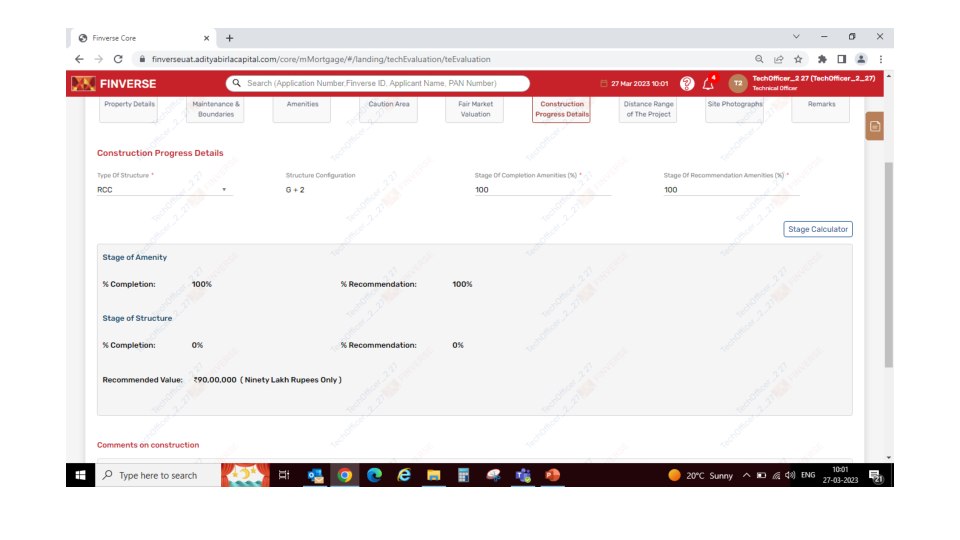 Finverse Core
finverseuat.adityabirlacapital.com/core/mMortgage/#/landing/techEvaluation/teEvaluation
FINVERSE
Search (Application Number,Finverse ID, Applicant Name, PAN Number)
27 Mar 2023 10:01
T2
TechOfficer_2 27 (TechOfficer_2_27)
Technical Officer
Property Details
Maintenance &
Boundaries
Amenities
Caution Area
Fair Market
Valuation
Construction
Progress Details
Distance Range
of The Project
Site Photographs
Remarks
Construction Progress Details
Type Of Structure *
Structure Configuration
Stage Of Completion Amenities (%) *
Stage Of Recommendation Amenities (%) *
RCC
G + 2
100
100
Stage Calculator
Stage of Amenity
% Completion: 100% % Recommendation: 100%
Stage of Structure
% Completion: 0% % Recommendation: 0%
Recommended Value: ₹90,00,000 ( Ninety Lakh Rupees Only )
Comments on construction
Type here to search
20°C Sunny
ENG
10:01
27-03-2023